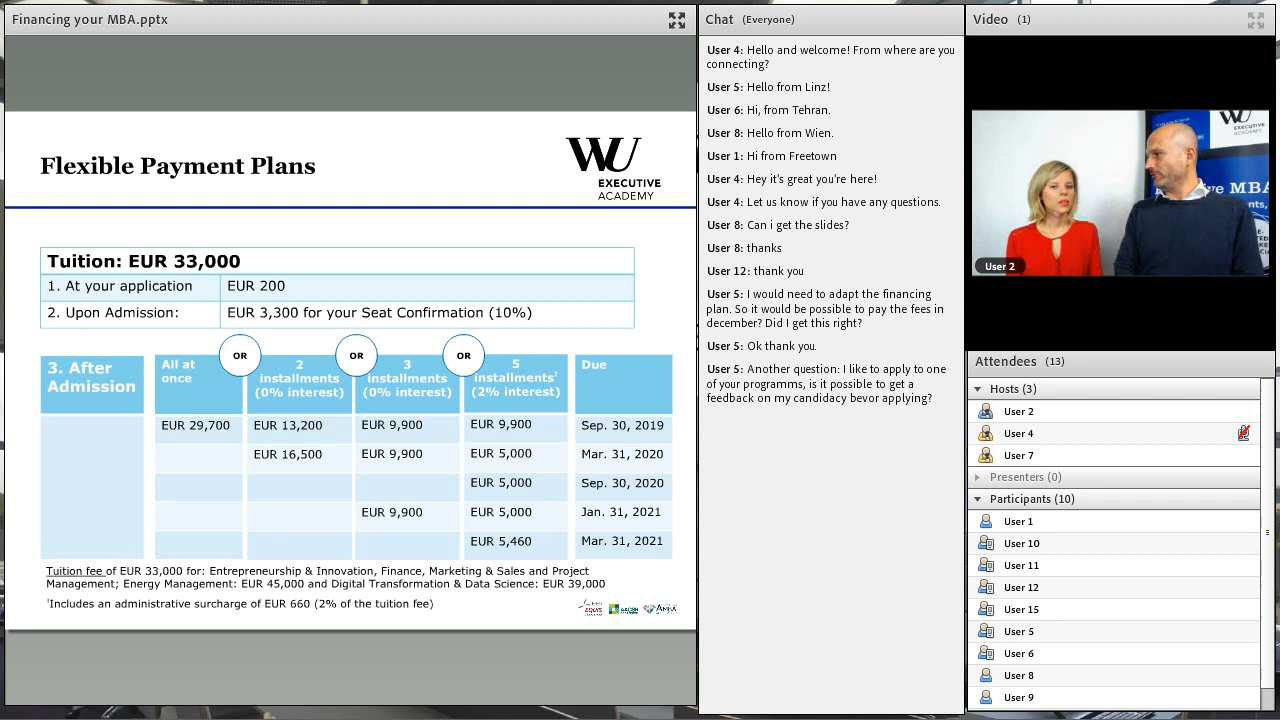 Financing your MBA.pptx
Flexible Payment Plans
WU
EXECUTIVE
ACADEMY
Tuition: EUR 33,000
1. At your application EUR 200
2. Upon Admission: EUR 3,300 for your Seat Confirmation (10%)
OR OR OR
3. After
Admission
All at
once
2
installments
(0% interest)
3
installments
(0% interest)
5
installments¹
(2% interest)
Due
EUR 29,700 EUR 13,200 EUR 9,900 EUR 9,900 Sep. 30, 2019
EUR 16,500 EUR 9,900 EUR 5,000 Mar. 31, 2020
EUR 5,000 Sep. 30, 2020
EUR 9,900 EUR 5,000 Jan. 31, 2021
EUR 5,460 Mar. 31, 2021
Tuition fee of EUR 33,000 for: Entrepreneurship & Innovation, Finance, Marketing & Sales and Project
Management; Energy Management: EUR 45,000 and Digital Transformation & Data Science: EUR 39,000
¹Includes an administrative surcharge of EUR 660 (2% of the tuition fee)
EQUIS
AACSB
AMBA
Chat (Everyone)
User 4: Hello and welcome! From where are you
connecting?
User 5: Hello from Linz!
User 6: Hi, from Tehran.
User 8: Hello from Wien.
User 1: Hi from Freetown
User 4: Hey it's great you're here!
User 4: Let us know if you have any questions.
User 8: Can i get the slides?
User 8: thanks
User 12: thank you
User 5: I would need to adapt the financing
plan. So it would be possible to pay the fees in
december? Did I get this right?
User 5: Ok thank you.
User 5: Another question: I like to apply to one
of your programms, is it possible to get a
feedback on my candidacy bevor applying?
Video (1)
WU
EXECUTIVE
ACADEMY
MBA
User 2
Attendees (13)
Hosts (3)
User 2
User 4
User 7
Presenters (0)
Participants (10)
User 1
User 10
User 11
User 12
User 15
User 5
User 6
User 8
User 9